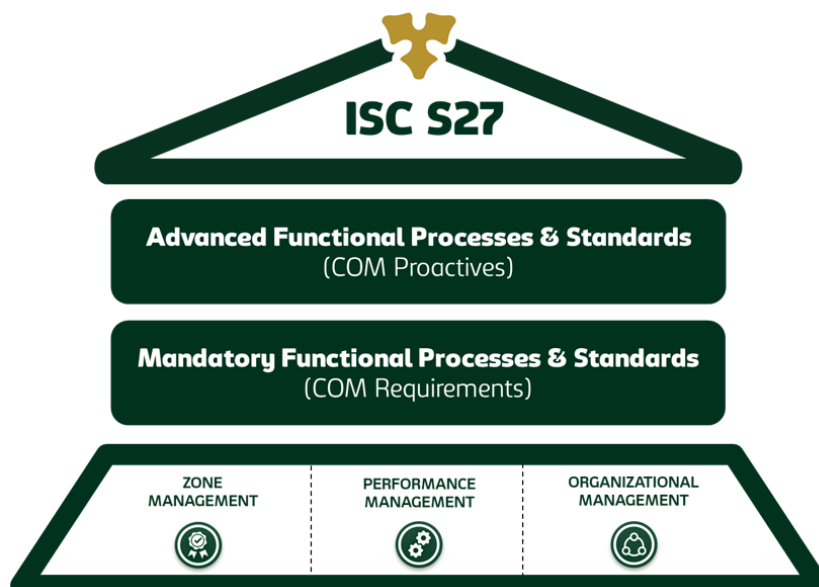 ISC S27
Advanced Functional Processes & Standards
(COM Proactives)
Mandatory Functional Processes & Standards
(COM Requirements)
ZONE
MANAGEMENT
PERFORMANCE
MANAGEMENT
ORGANIZATIONAL
MANAGEMENT